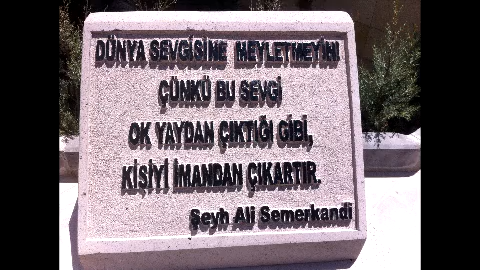 DÜNYA SEVGİSİNE MEYLETMEYİN!
ÇÜNKÜ BU SEVGİ
OK YAYDAN ÇIKTIĞI GİBİ,
KİŞİYİ İMANDAN ÇIKARTIR.
Şeyh Ali Semerkandi